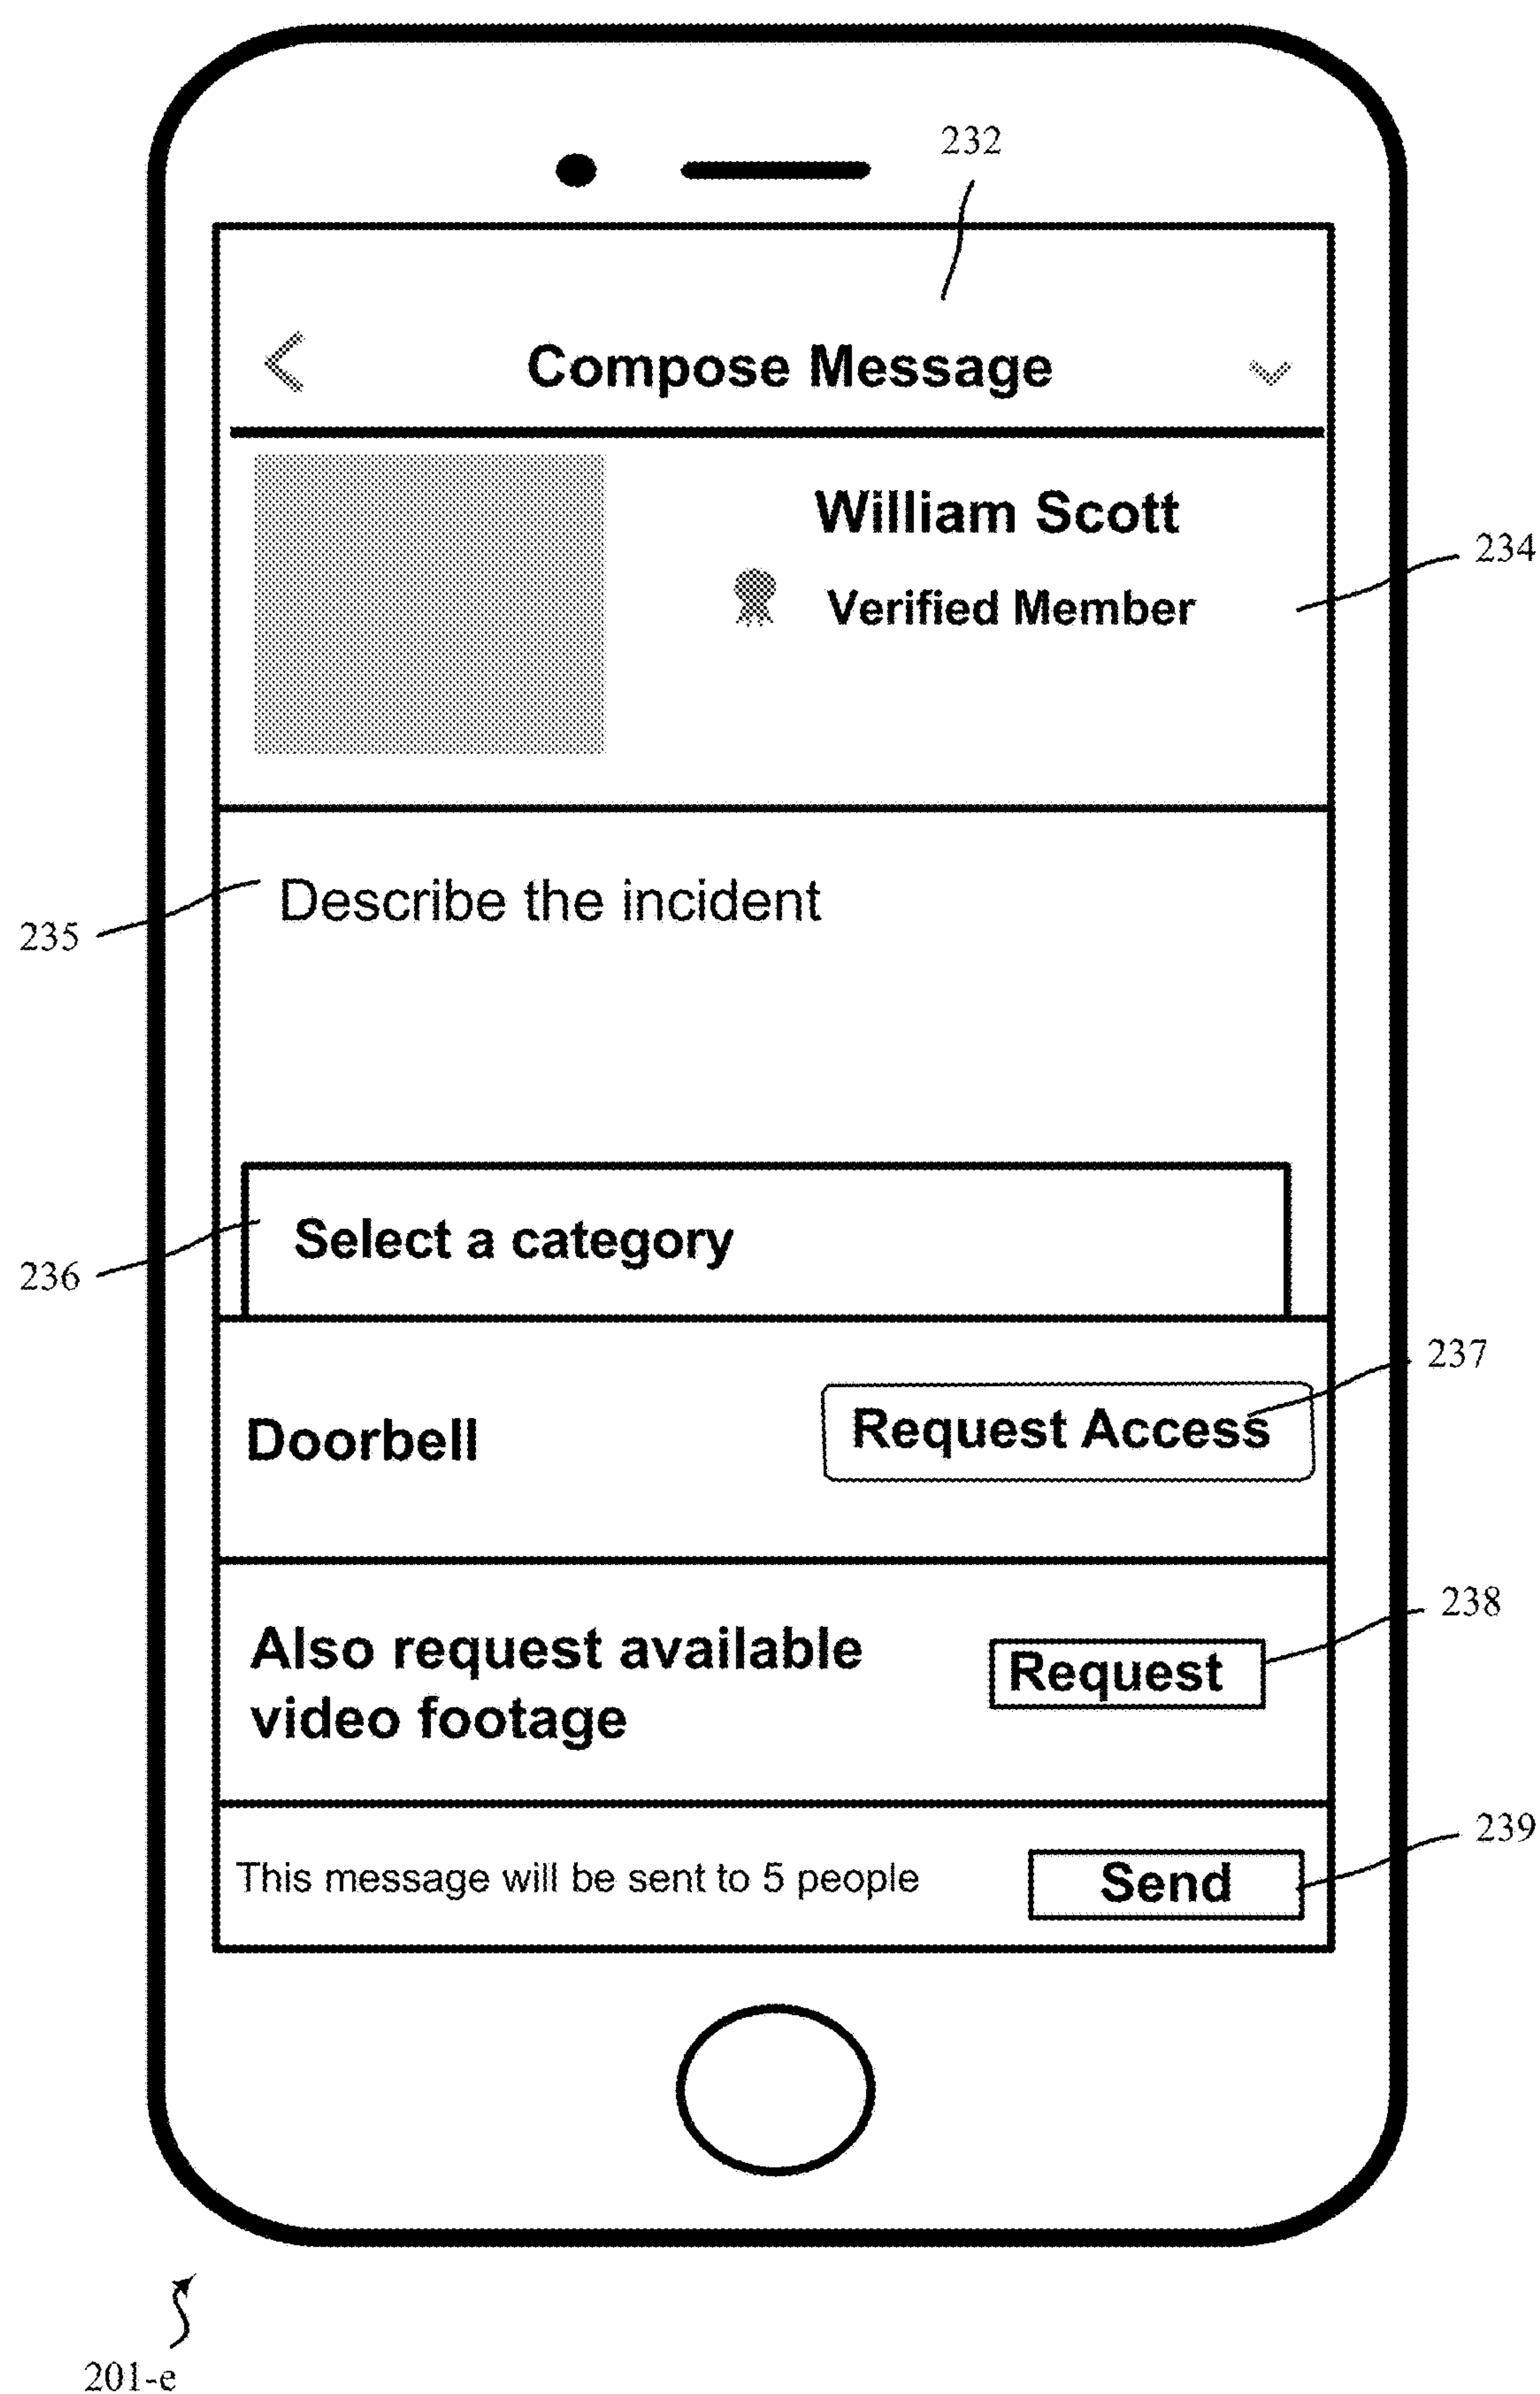 232
Compose Message
William Scott
234
Verified Member
Describe the incident
235
Select a category
236
237
Doorbell
Request Access
238
Also request available
video footage
Request
239
This message will be sent to 5 people
Send
201-e